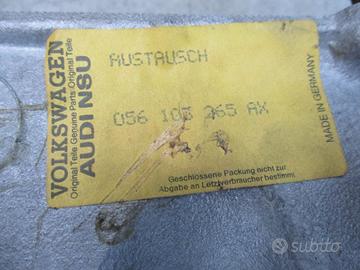 VOLKSWAGEN
Original Teile Genuine Parts Original Teile
AUDI NSU
AUSTAUSCH
056 103 265 AX
MADE IN GERMANY
Geschlossene Packung nicht zur
Abgabe an Letztverbraucher bestimmt.
subito